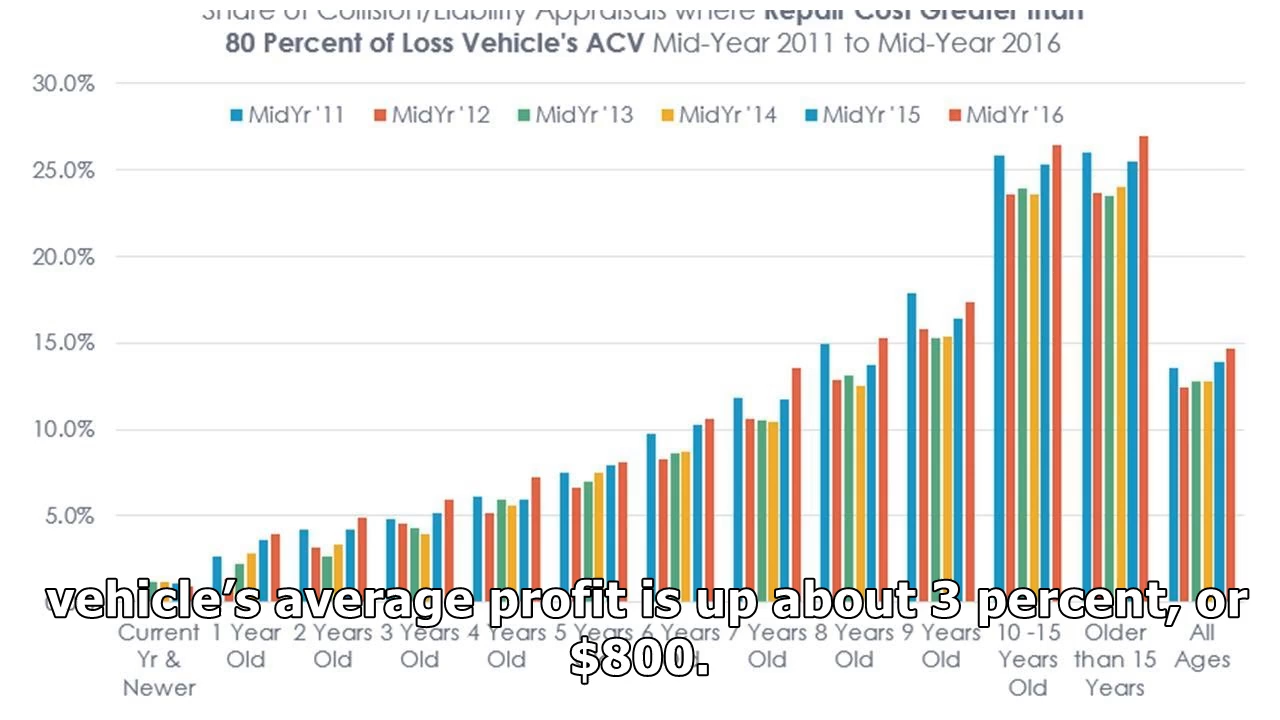 Share of Collision/Liability Appraisals where Repair Cost Greater than
80 Percent of Loss Vehicle's ACV Mid-Year 2011 to Mid-Year 2016
30.0%
MidYr '11 MidYr '12 MidYr '13 MidYr '14 MidYr '15 MidYr '16
25.0%
20.0%
15.0%
10.0%
5.0%
vehicle’s average profit is up about 3 percent, or
$800.
Current Yr & Newer
1 Year Old
2 Years Old
3 Years Old
4 Years Old
5 Years
6 Years
7 Years Old
8 Years Old
9 Years Old
10 -15 Years Old
Older than 15 Years
All Ages